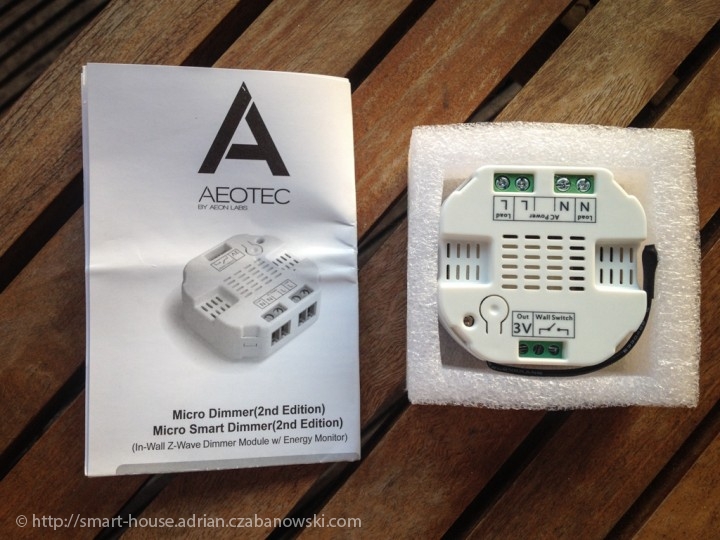 AEOTEC
BY AEON LABS
Micro Dimmer(2nd Edition)
Micro Smart Dimmer(2nd Edition)
(In-Wall Z-Wave Dimmer Module w/ Energy Monitor)
Load AC Power Load
L L N N
Out Wall Switch
3V
© http://smart-house.adrian.czabanowski.com